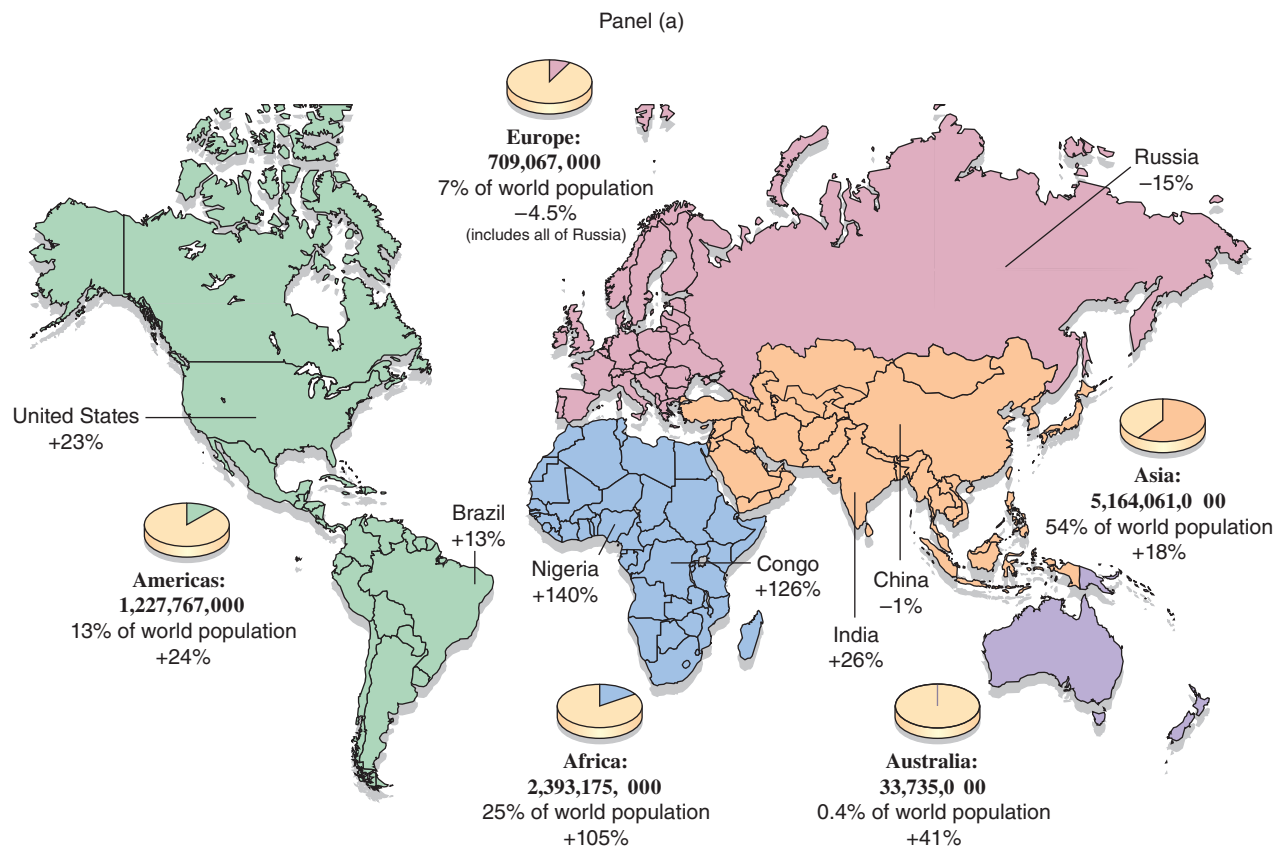 Panel (a)
Europe:
709,067, 000
7% of world population
–4.5%
(includes all of Russia)
Russia
–15%
United States
+23%
Asia:
5,164,061,0 00
54% of world population
+18%
Brazil
+13%
Nigeria
+140%
Congo
+126%
China
–1%
India
+26%
Americas:
1,227,767,000
13% of world population
+24%
Africa:
2,393,175, 000
25% of world population
+105%
Australia:
33,735,0 00
0.4% of world population
+41%